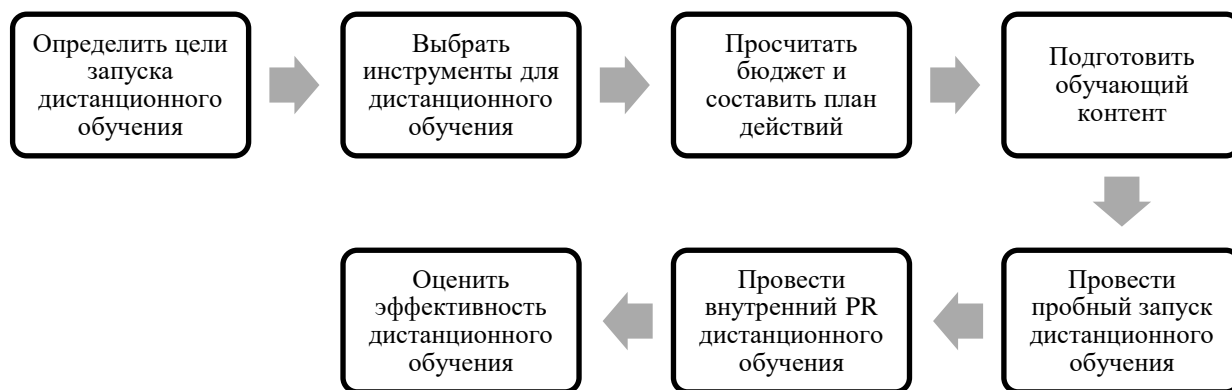 Определить цели
запуска
дистанционного
обучения
Выбрать
инструменты для
дистанционного
обучения
Просчитать
бюджет и
составить план
действий
Подготовить
обучающий
контент
Провести
пробный запуск
дистанционного
обучения
Провести
внутренний PR
дистанционного
обучения
Оценить
эффективность
дистанционного
обучения